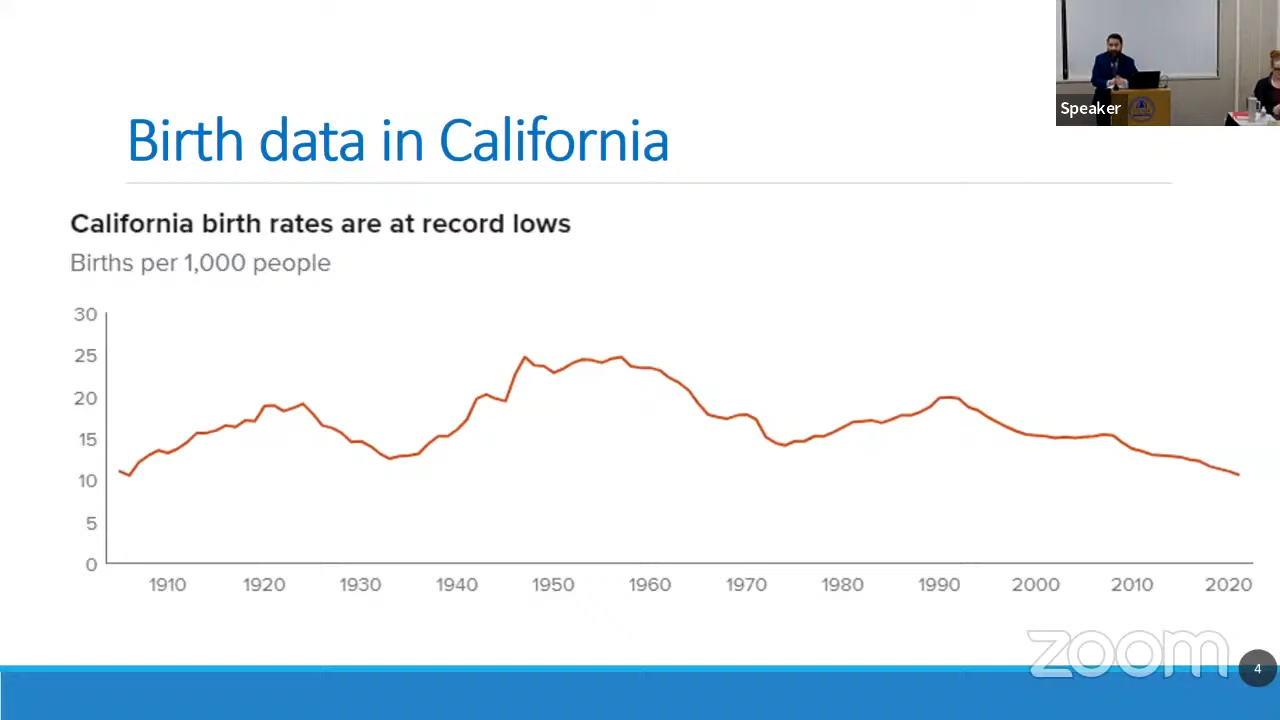 Speaker
Birth data in California
California birth rates are at record lows
Births per 1,000 people
30
25
20
15
10
5
0
1910 1920 1930 1940 1950 1960 1970 1980 1990 2000 2010 2020
zoom
4